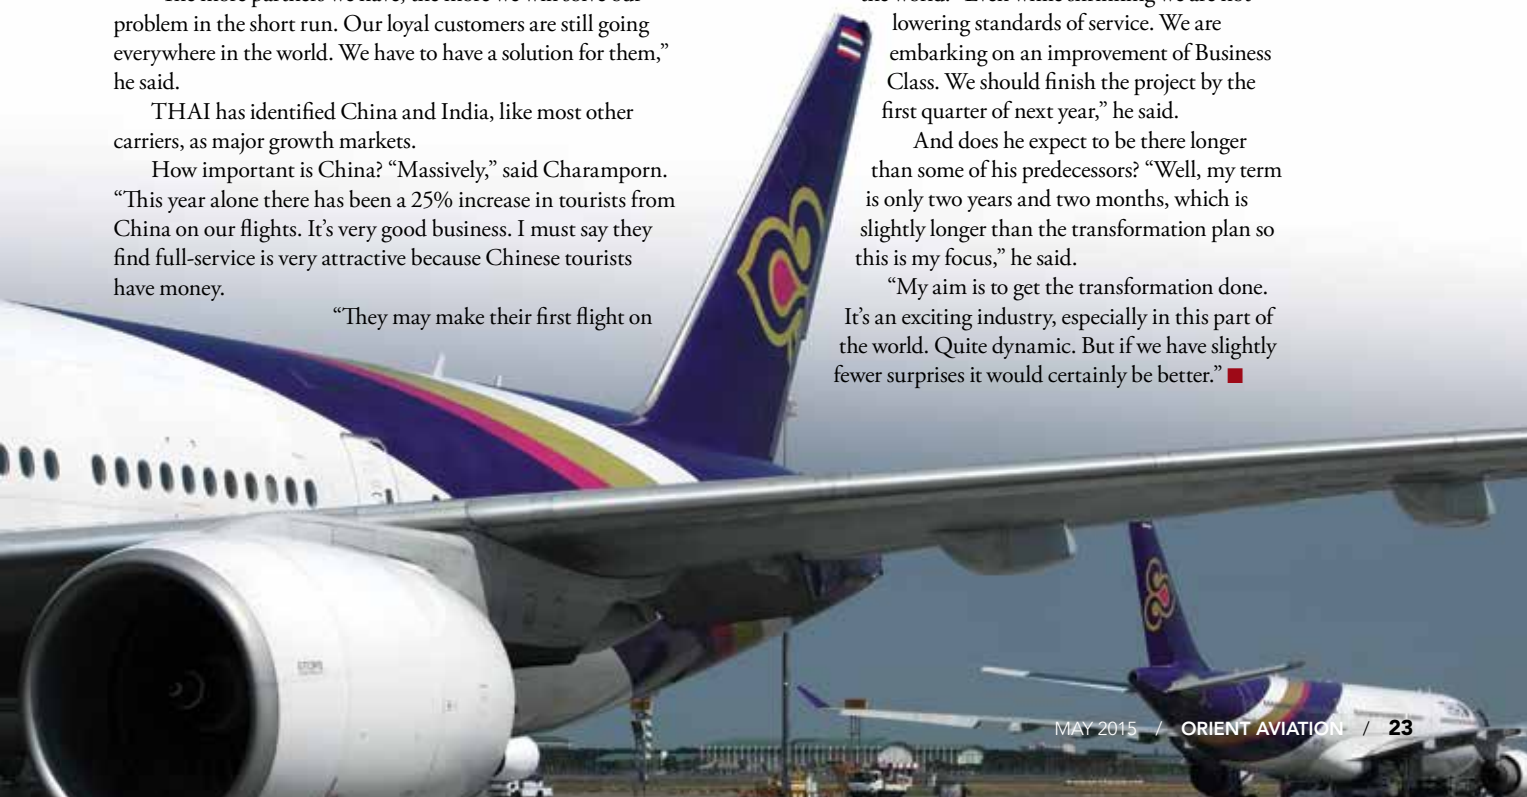 problem in the short run. Our loyal customers are still going
everywhere in the world. We have to have a solution for them,”
he said.
THAI has identified China and India, like most other
carriers, as major growth markets.
How important is China? “Massively,” said Charamporn.
“This year alone there has been a 25% increase in tourists from
China on our flights. It’s very good business. I must say they
find full-service is very attractive because Chinese tourists
have money.
“They may make their first flight on
lowering standards of service. We are
embarking on an improvement of Business
Class. We should finish the project by the
first quarter of next year,” he said.
And does he expect to be there longer
than some of his predecessors? “Well, my term
is only two years and two months, which is
slightly longer than the transformation plan so
this is my focus,” he said.
“My aim is to get the transformation done.
It’s an exciting industry, especially in this part of
the world. Quite dynamic. But if we have slightly
fewer surprises it would certainly be better.” ■
MAY 2015 / ORIENT AVIATION / 23